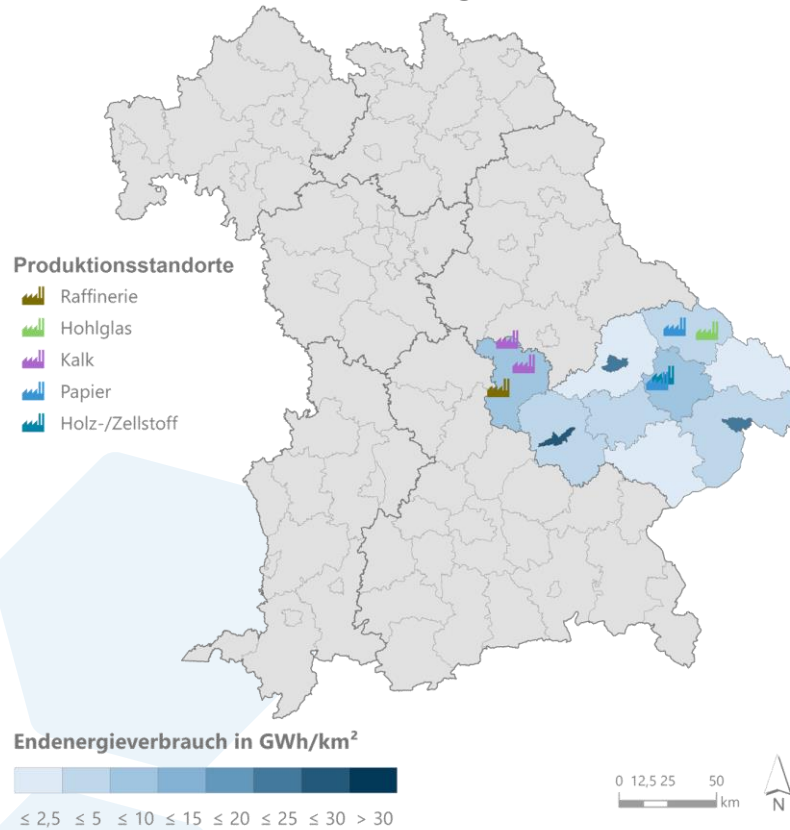 Produktionsstandorte
Raffinerie
Hohlglas
Kalk
Papier
Holz-/Zellstoff
Endenergieverbrauch in GWh/km²
≤ 2,5 ≤ 5 ≤ 10 ≤ 15 ≤ 20 ≤ 25 ≤ 30 > 30
0 12,5 25 50
km
N